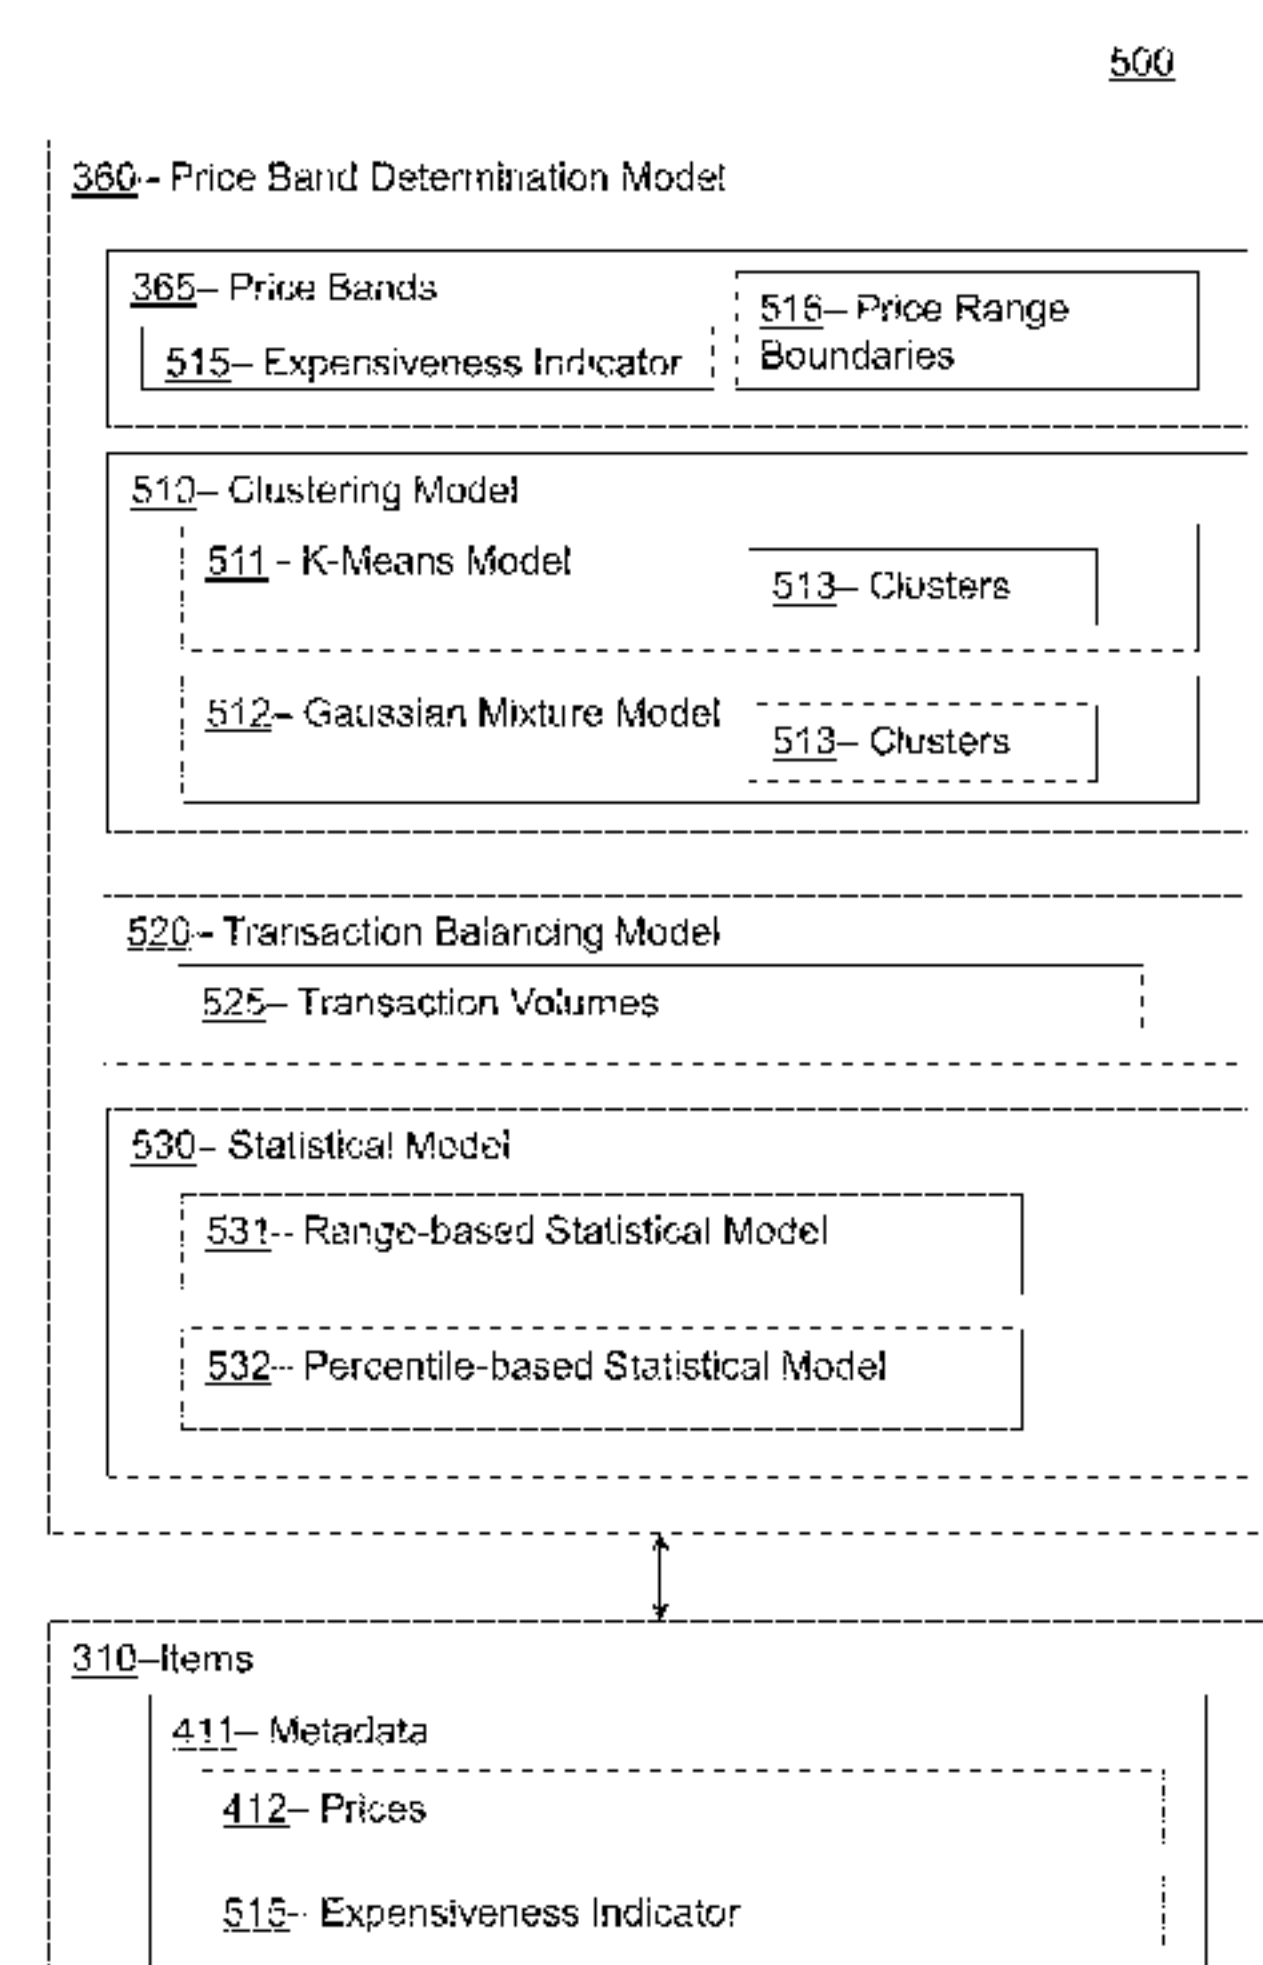 500
360 - Price Band Determination Model
365 – Price Bands
515 – Expensiveness Indicator
516 – Price Range
Boundaries
510 – Clustering Model
511 - K-Means Model
513 – Clusters
512 – Gaussian Mixture Model
513 – Clusters
520 - Transaction Balancing Model
525 – Transaction Volumes
530 – Statistical Model
531 -- Range-based Statistical Model
532 -- Percentile-based Statistical Model
310 –Items
411 – Metadata
412 – Prices
515 -- Expensiveness Indicator